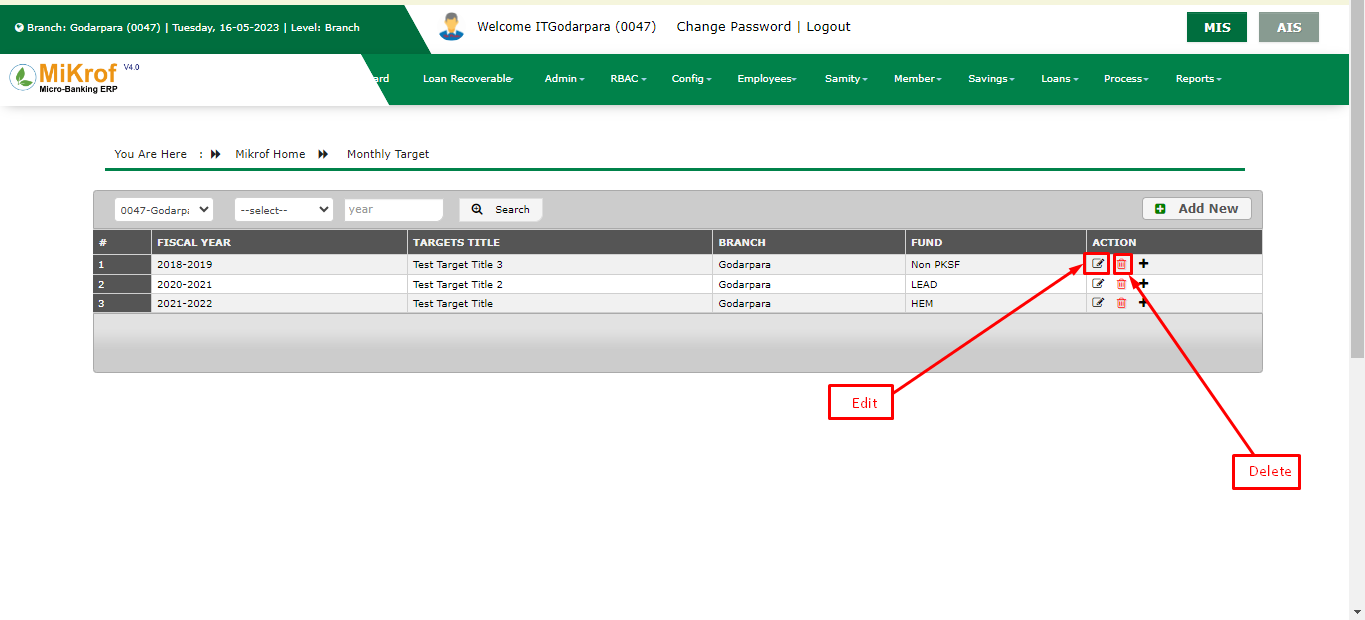 Branch: Godarpara (0047) | Tuesday, 16-05-2023 | Level: Branch
Welcome ITGodarpara (0047) Change Password | Logout
MIS AIS
MiKrof V4.0
Micro-Banking ERP
ard Loan Recoverable Admin RBAC Config Employees Samity Member Savings Loans Process Reports
You Are Here : Mikrof Home Monthly Target
0047-Godarpa --select-- year Search Add New
# FISCAL YEAR TARGETS TITLE BRANCH FUND ACTION
1 2018-2019 Test Target Title 3 Godarpara Non PKSF
2 2020-2021 Test Target Title 2 Godarpara LEAD
3 2021-2022 Test Target Title Godarpara HEM
Edit
Delete